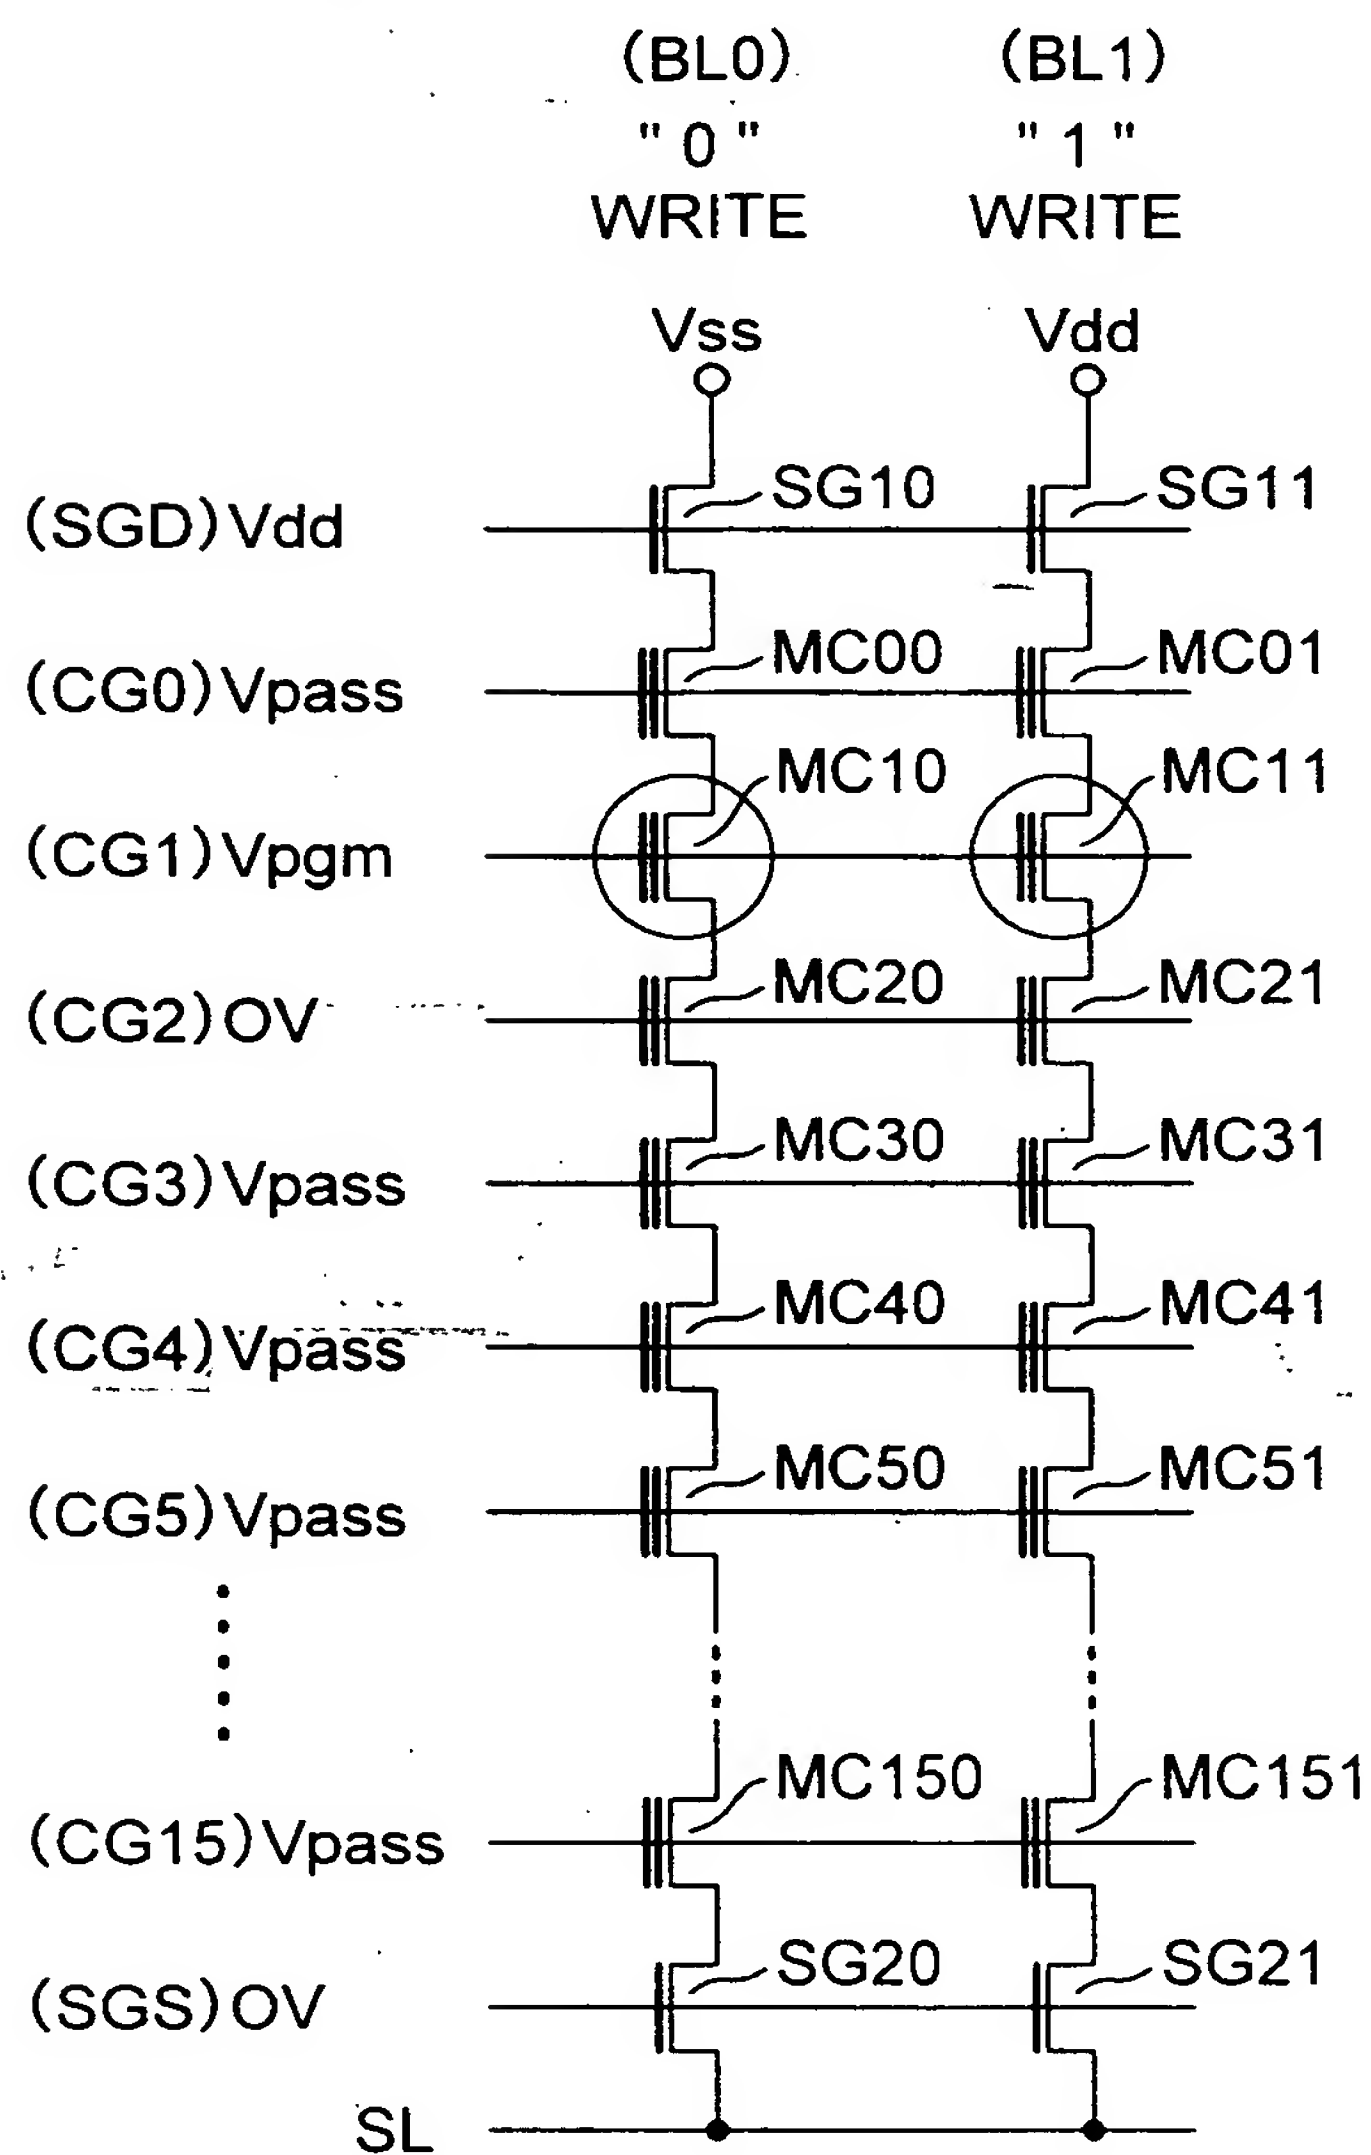 (BL0) (BL1)
"0" "1"
WRITE WRITE
Vss Vdd
(SGD)Vdd SG10 SG11
(CG0)Vpass MC00 MC01
(CG1)Vpgm MC10 MC11
(CG2)OV MC20 MC21
(CG3)Vpass MC30 MC31
(CG4)Vpass MC40 MC41
(CG5)Vpass MC50 MC51
(CG15)Vpass MC150 MC151
(SGS)OV SG20 SG21
SL